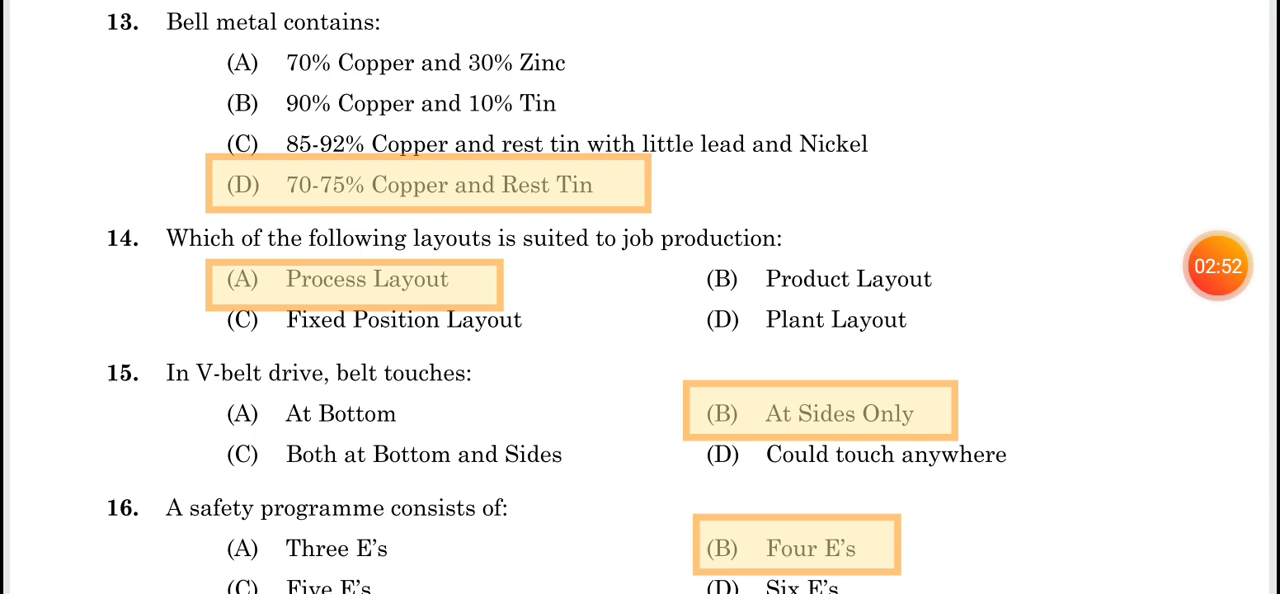 13. Bell metal contains:
(A) 70% Copper and 30% Zinc
(B) 90% Copper and 10% Tin
(C) 85-92% Copper and rest tin with little lead and Nickel
(D) 70-75% Copper and Rest Tin
14. Which of the following layouts is suited to job production:
(A) Process Layout (B) Product Layout
(C) Fixed Position Layout (D) Plant Layout
02:52
15. In V-belt drive, belt touches:
(A) At Bottom (B) At Sides Only
(C) Both at Bottom and Sides (D) Could touch anywhere
16. A safety programme consists of:
(A) Three E's (B) Four E's
(C) Five E's (D) Six E's